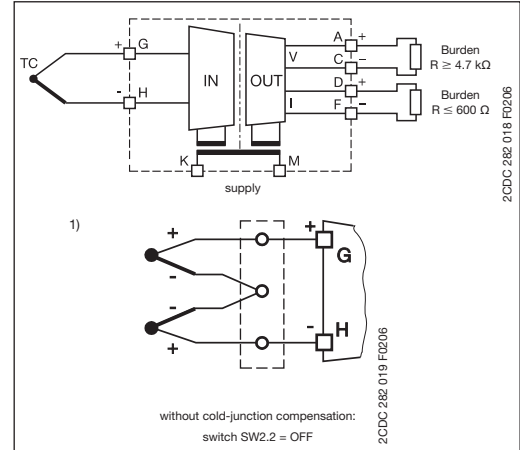 TC
+ G
- H
IN
OUT
V
I
A +
C −
D +
F −
Burden
R ≥ 4.7 kΩ
Burden
R ≤ 600 Ω
K
M
supply
2CDC 282 018 F0206
1)
+
-
-
+
+
G
-
H
2CDC 282 019 F0206
without cold-junction compensation:
switch SW2.2 = OFF